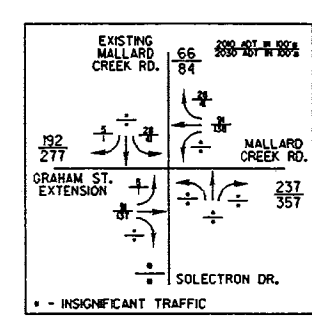 EXISTING
MALLARD
CREEK RD.
66
84
2010 ADT IN 100's
2030 ADT IN 100's
192
277
MALLARD
CREEK RD.
GRAHAM ST.
EXTENSION
237
357
SOLECTRON DR.
* - INSIGNIFICANT TRAFFIC